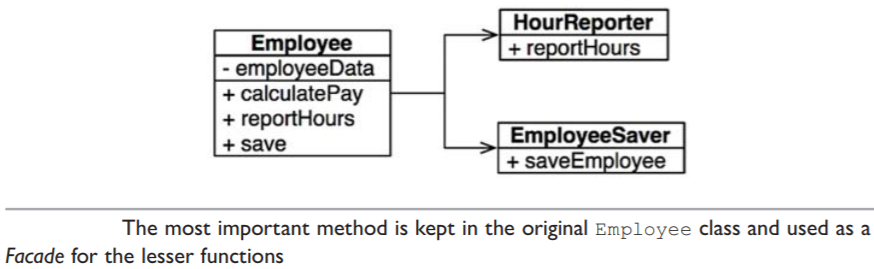 Employee
- employeeData
+ calculatePay
+ reportHours
+ save
HourReporter
+ reportHours
EmployeeSaver
+ saveEmployee
The most important method is kept in the original Employee class and used as a
Facade for the lesser functions